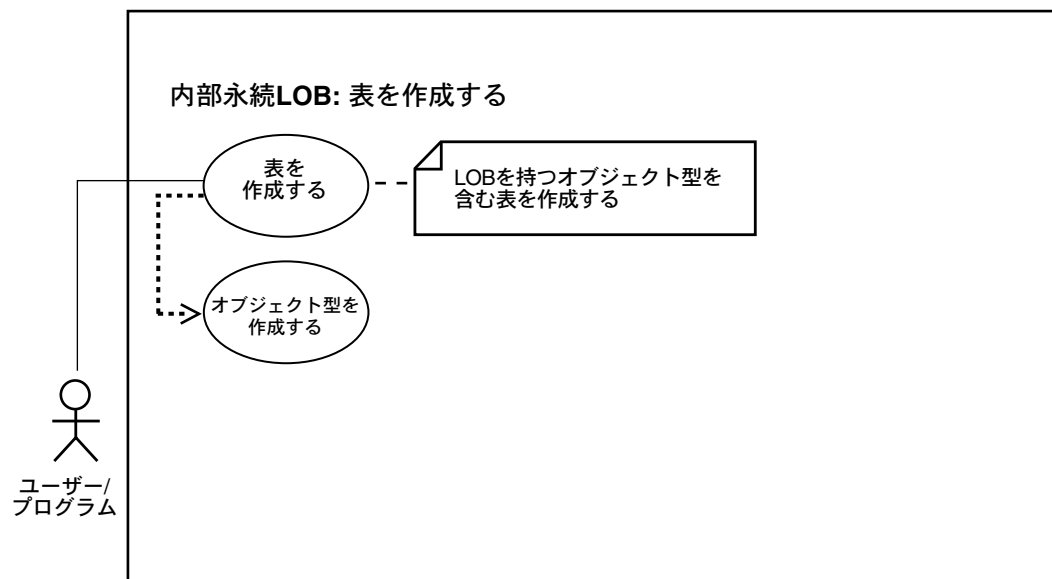 内部永続LOB: 表を作成する
表を
作成する
LOBを持つオブジェクト型を
含む表を作成する
オブジェクト型を
作成する
ユーザー/
プログラム